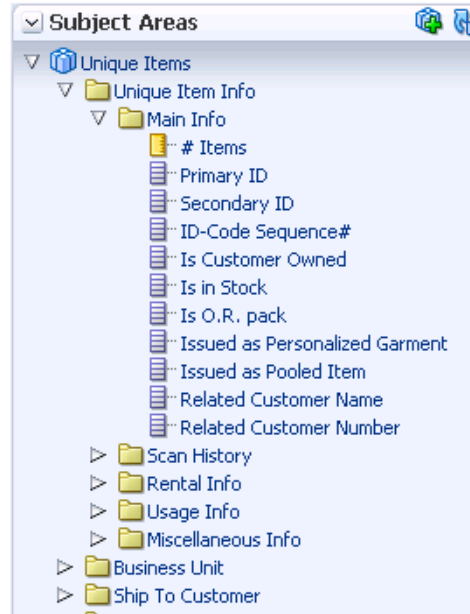 Subject Areas
Unique Items
Unique Item Info
Main Info
# Items
Primary ID
Secondary ID
ID-Code Sequence#
Is Customer Owned
Is in Stock
Is O.R. pack
Issued as Personalized Garment
Issued as Pooled Item
Related Customer Name
Related Customer Number
Scan History
Rental Info
Usage Info
Miscellaneous Info
Business Unit
Ship To Customer